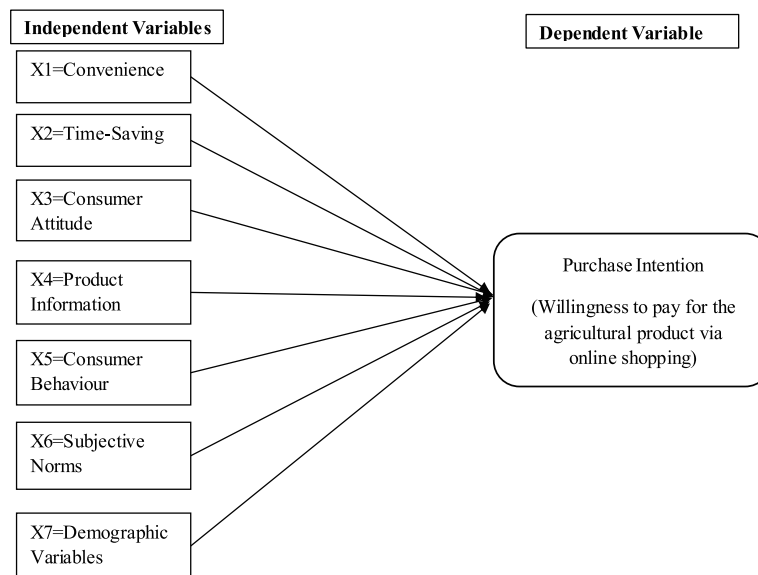 Independent Variables
Dependent Variable
X1=Convenience
X2=Time-Saving
X3=Consumer
Attitude
X4=Product
Information
X5=Consumer
Behaviour
X6=Subjective
Norms
X7=Demographic
Variables
Purchase Intention
(Willingness to pay for the
agricultural product via
online shopping)